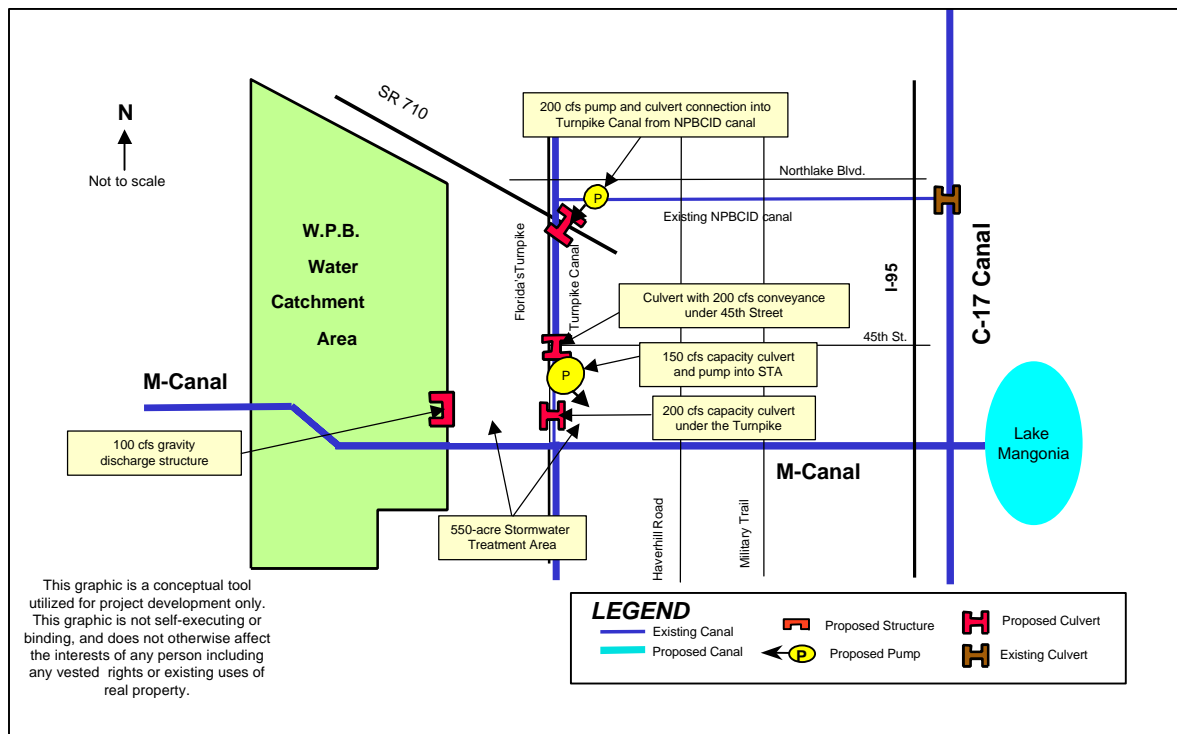 SR 710
200 cfs pump and culvert connection into
Turnpike Canal from NPBCID canal
N
Not to scale
Northlake Blvd.
P
Existing NPBCID canal
W.P.B.
Water
Catchment
Area
Florida'sTurnpike
Turnpike Canal
I-95
C-17 Canal
Culvert with 200 cfs conveyance
under 45th Street
45th St.
150 cfs capacity culvert
and pump into STA
P
M-Canal
200 cfs capacity culvert
under the Turnpike
100 cfs gravity
discharge structure
Lake
Mangonia
M-Canal
550-acre Stormwater
Treatment Area
Haverhill Road
Military Trail
This graphic is a conceptual tool
utilized for project development only.
This graphic is not self-executing or
binding, and does not otherwise affect
the interests of any person including
any vested rights or existing uses of
real property.
LEGEND
Existing Canal
Proposed Canal
Proposed Structure
P
Proposed Pump
Proposed Culvert
Existing Culvert